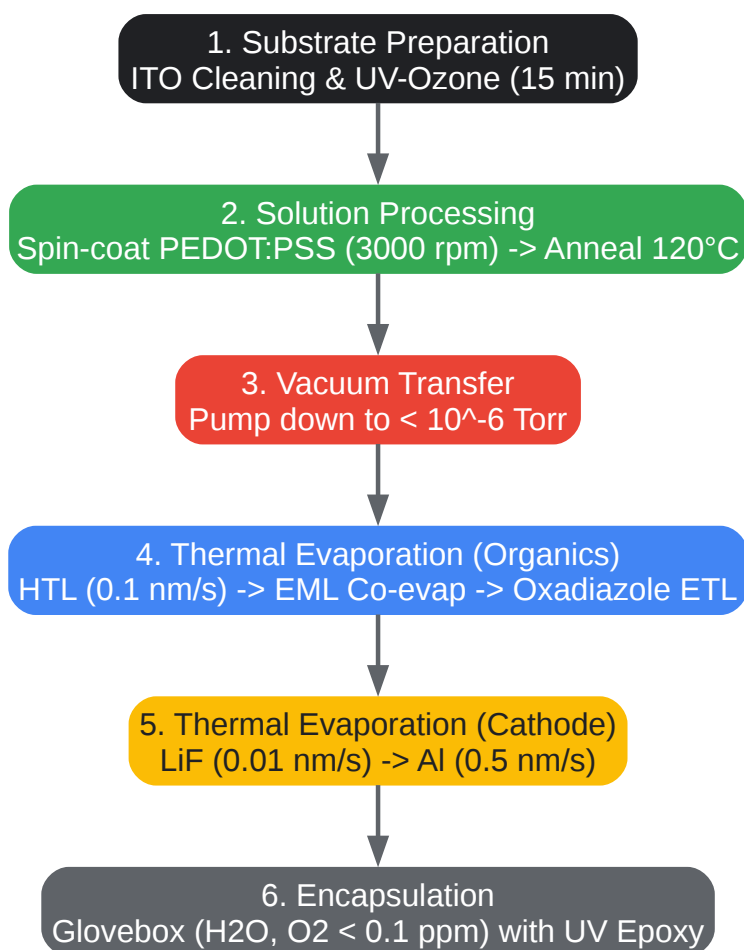 1. Substrate Preparation
ITO Cleaning & UV-Ozone (15 min)
2. Solution Processing
Spin-coat PEDOT:PSS (3000 rpm) -> Anneal 120°C
3. Vacuum Transfer
Pump down to < 10^-6 Torr
4. Thermal Evaporation (Organics)
HTL (0.1 nm/s) -> EML Co-evap -> Oxadiazole ETL
5. Thermal Evaporation (Cathode)
LiF (0.01 nm/s) -> Al (0.5 nm/s)
6. Encapsulation
Glovebox (H2O, O2 < 0.1 ppm) with UV Epoxy